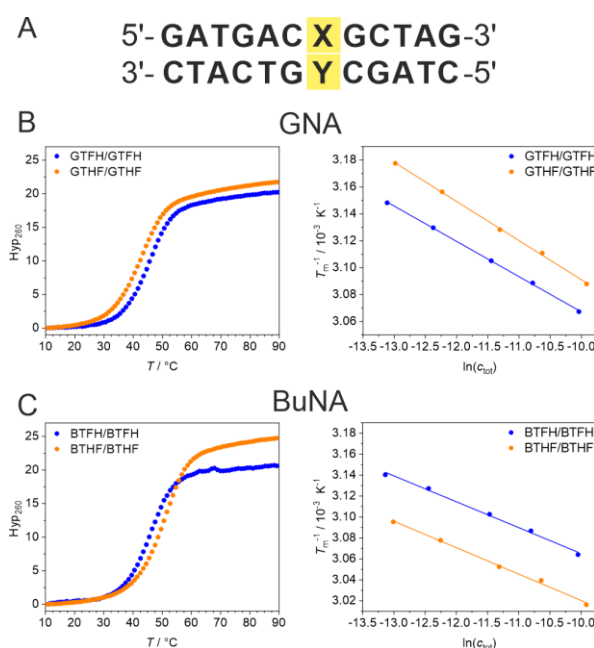 A
5'- GATGAC X GCTAG-3'
3'- CTACTG Y CGATC-5'
B
GNA
GTFH/GTFH
GTHF/GTHF
Hyp260
25
20
15
10
5
0
10 20 30 40 50 60 70 80 90
T / °C
GTFH/GTFH
GTHF/GTHF
Tm-1 / 10-3 K-1
3.18
3.16
3.14
3.12
3.10
3.08
3.06
-13.5 -13.0 -12.5 -12.0 -11.5 -11.0 -10.5 -10.0
ln(ctot)
C
BuNA
BTFH/BTFH
BTHF/BTHF
Hyp260
25
20
15
10
5
0
10 20 30 40 50 60 70 80 90
T / °C
BTFH/BTFH
BTHF/BTHF
Tm-1 / 10-3 K-1
3.18
3.16
3.14
3.12
3.10
3.08
3.06
3.04
3.02
-13.5 -13.0 -12.5 -12.0 -11.5 -11.0 -10.5 -10.0
ln(ctot)